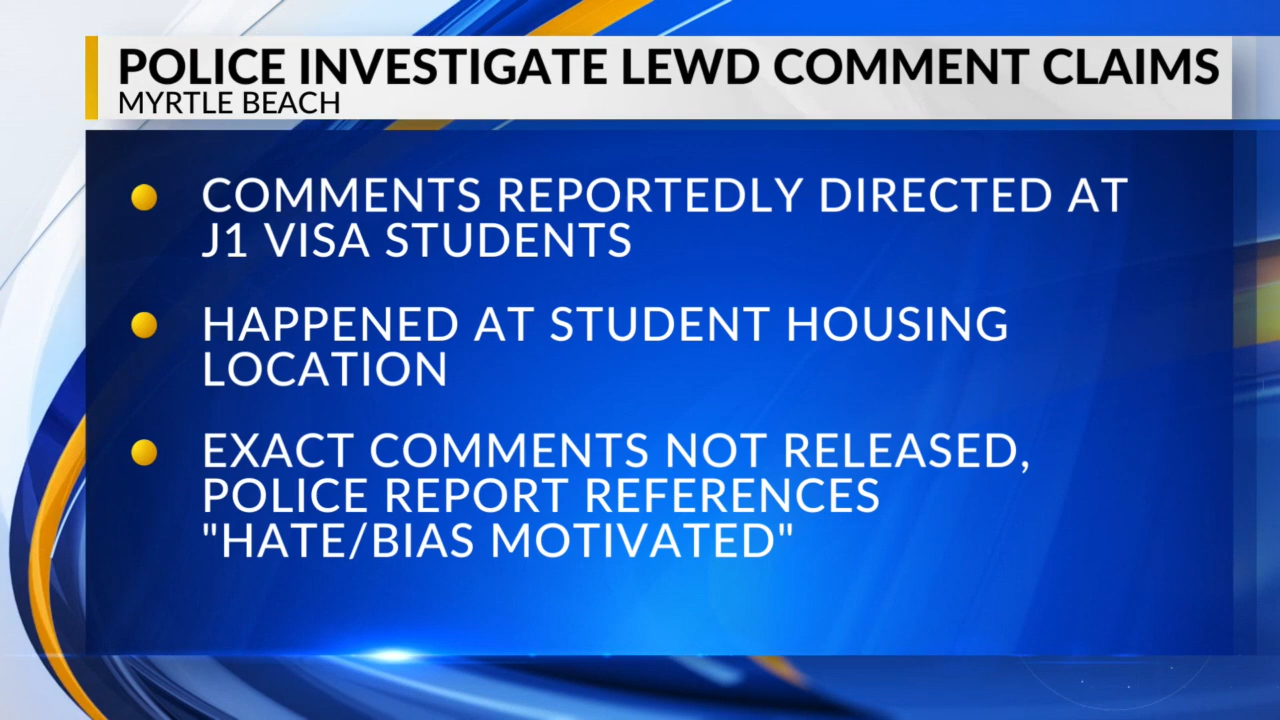 POLICE INVESTIGATE LEWD COMMENT CLAIMS
MYRTLE BEACH
COMMENTS REPORTEDLY DIRECTED AT
J1 VISA STUDENTS
HAPPENED AT STUDENT HOUSING
LOCATION
EXACT COMMENTS NOT RELEASED,
POLICE REPORT REFERENCES
"HATE/BIAS MOTIVATED"